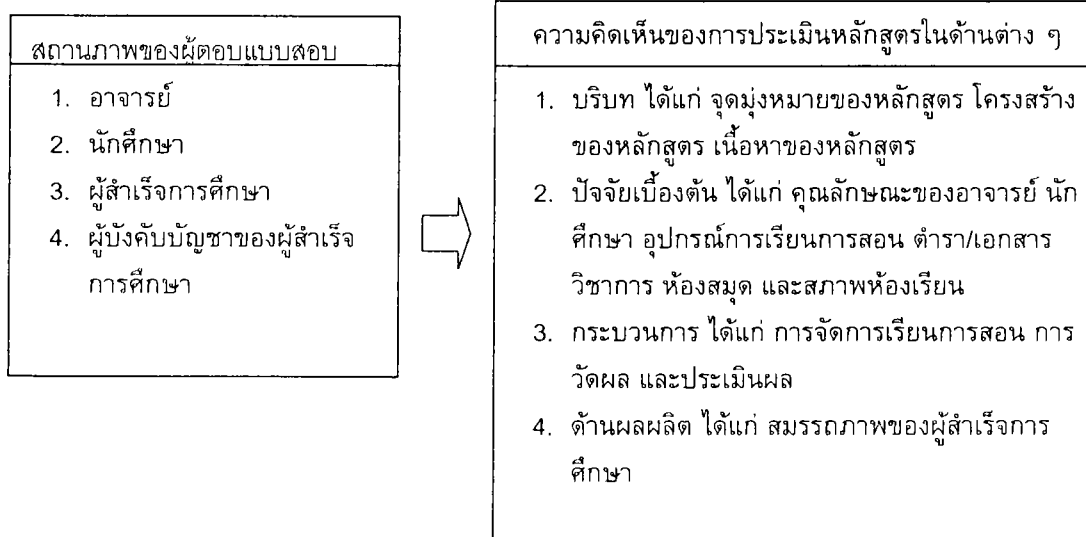 สถานภาพของผู้ตอบแบบสอบ
1. อาจารย์
2. นักศึกษา
3. ผู้สำเร็จการศึกษา
4. ผู้บังคับบัญชาของผู้สำเร็จ
การศึกษา
ความคิดเห็นของการประเมินหลักสูตรในด้านต่าง ๆ
1. บริบท ได้แก่ จุดมุ่งหมายของหลักสูตร โครงสร้าง
ของหลักสูตร เนื้อหาของหลักสูตร
2. ปัจจัยเบื้องต้น ได้แก่ คุณลักษณะของอาจารย์ นัก
ศึกษา อุปกรณ์การเรียนการสอน ตำรา/เอกสาร
วิชาการ ห้องสมุด และสภาพห้องเรียน
3. กระบวนการ ได้แก่ การจัดการเรียนการสอน การ
วัดผล และประเมินผล
4. ด้านผลผลิต ได้แก่ สมรรถภาพของผู้สำเร็จการ
ศึกษา